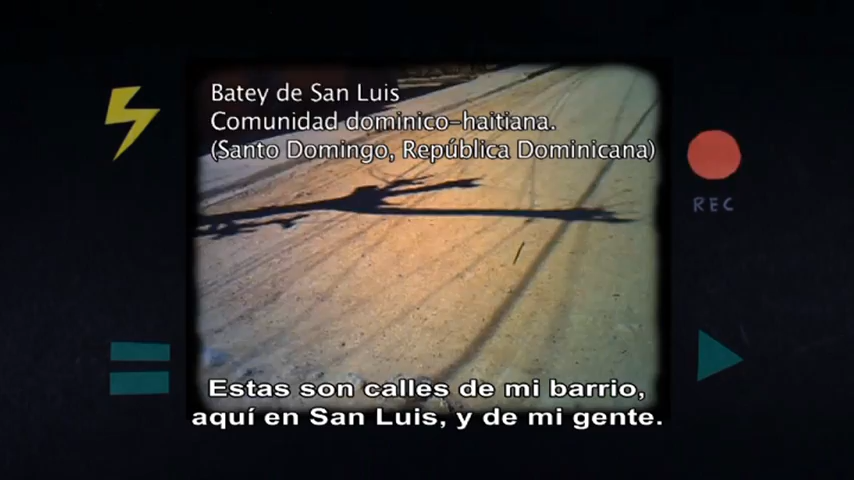 Batey de San Luis
Comunidad dominico-haitiana.
(Santo Domingo, República Dominicana)
REC
Estas son calles de mi barrio,
aquí en San Luis, y de mi gente.